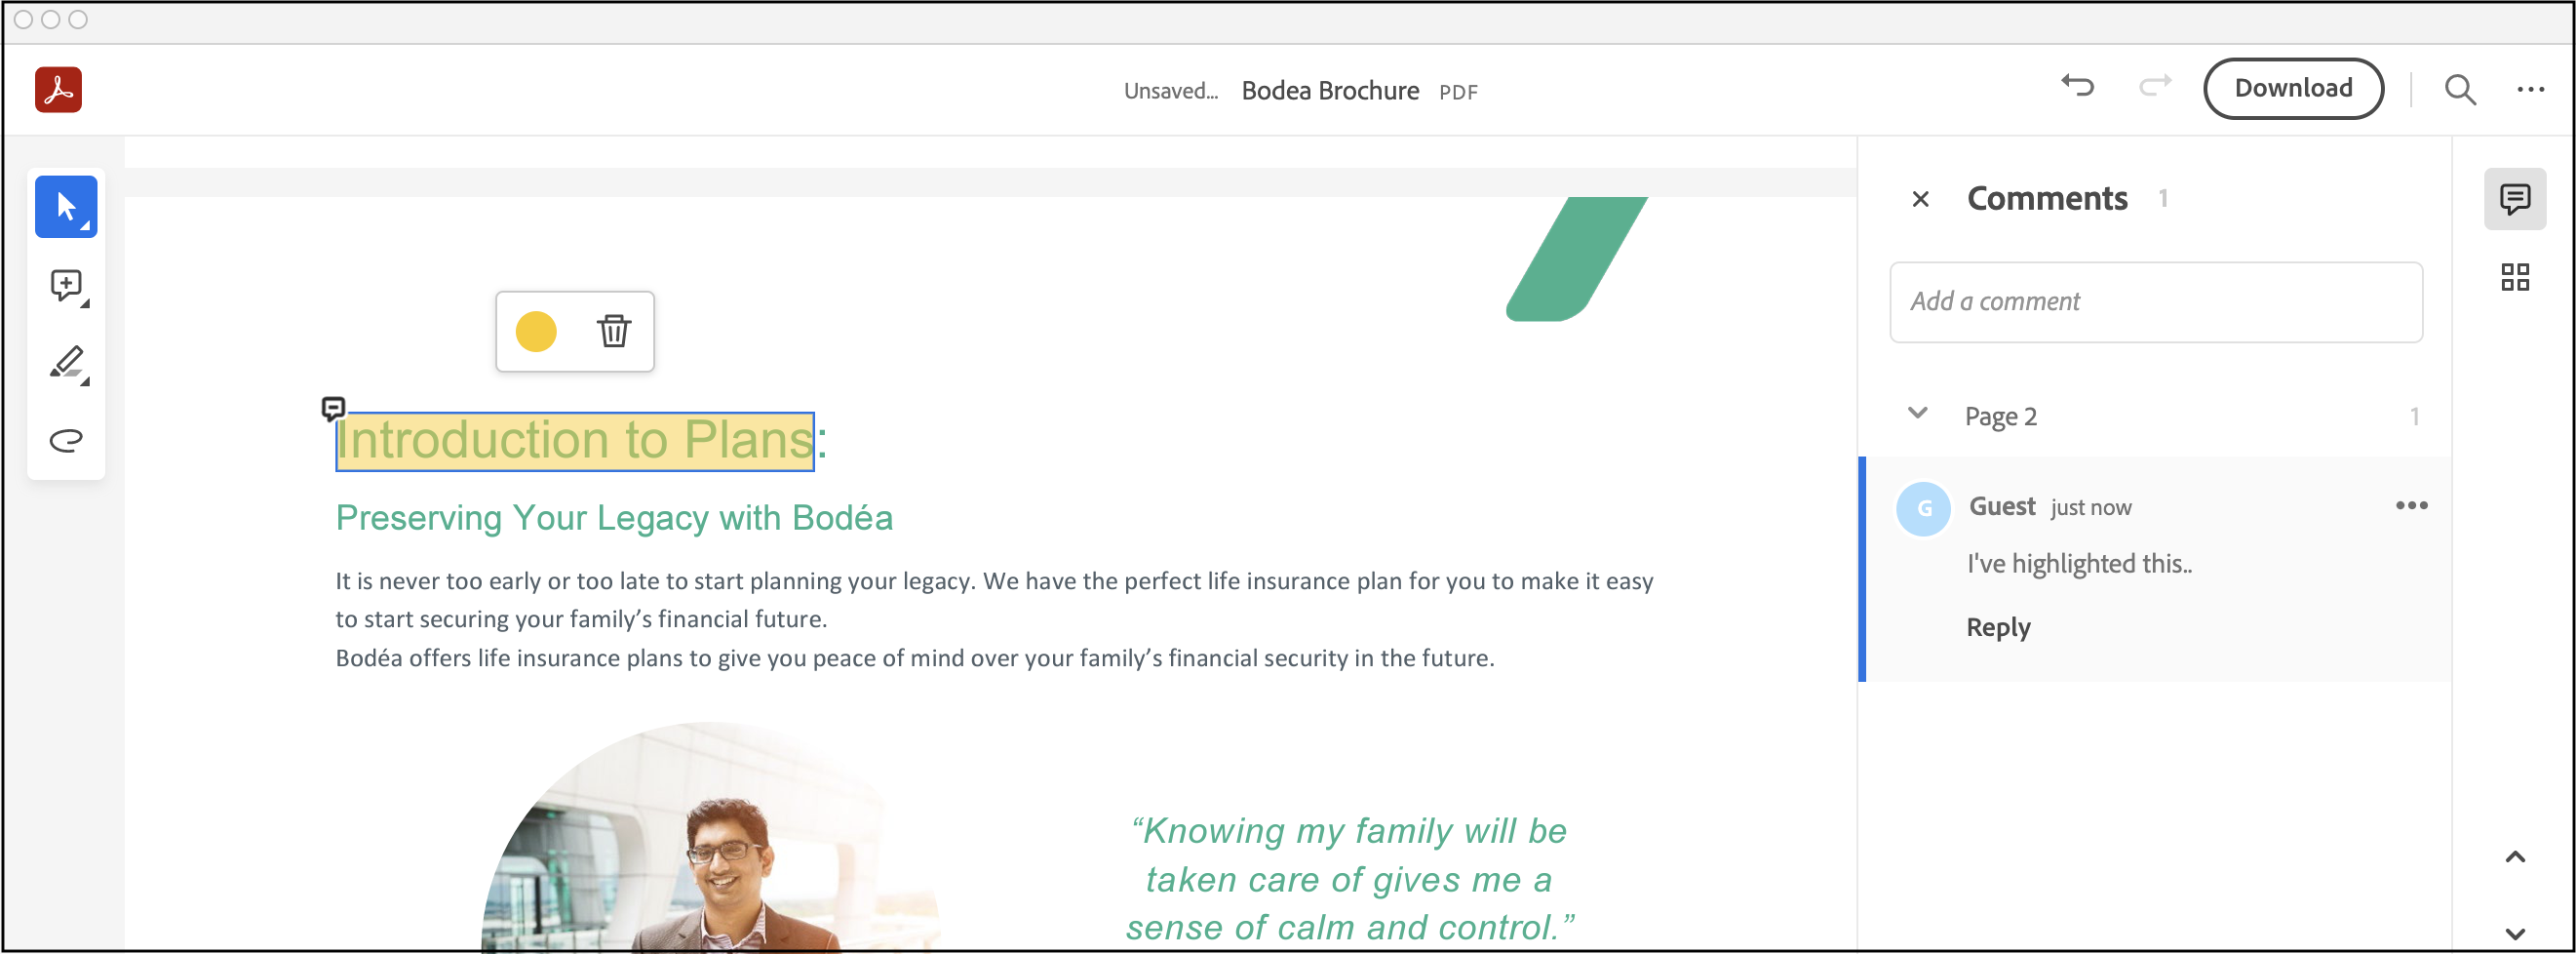 Unsaved... Bodea Brochure PDF
Download
Comments 1
Add a comment
Page 2 1
G Guest just now
I've highlighted this..
Reply
Introduction to Plans:
Preserving Your Legacy with Bodéa
It is never too early or too late to start planning your legacy. We have the perfect life insurance plan for you to make it easy
to start securing your family’s financial future.
Bodéa offers life insurance plans to give you peace of mind over your family’s financial security in the future.
“Knowing my family will be
taken care of gives me a
sense of calm and control.”